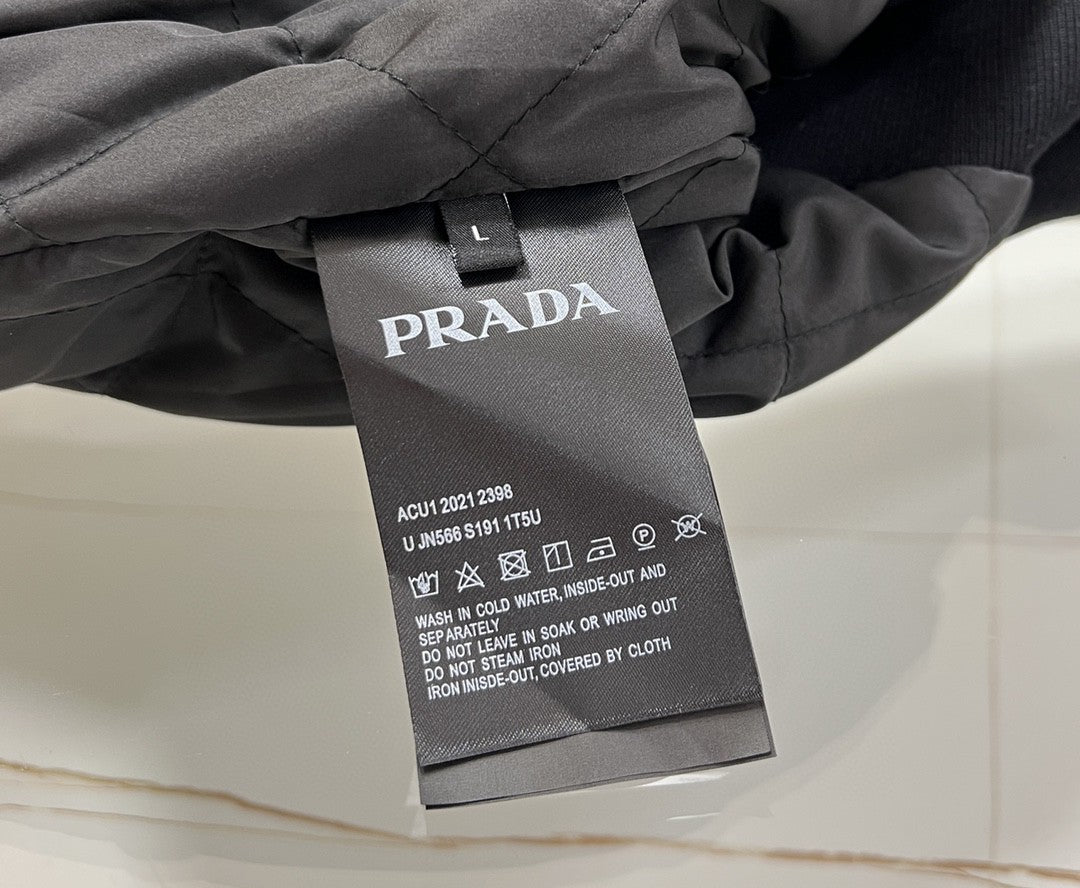 L
PRADA
ACU1 2021 2398
U JN566 S191 1T5U
P
W
WASH IN COLD WATER, INSIDE-OUT AND
SEPARATELY
DO NOT LEAVE IN SOAK OR WRING OUT
DO NOT STEAM IRON
IRON INISDE-OUT, COVERED BY CLOTH